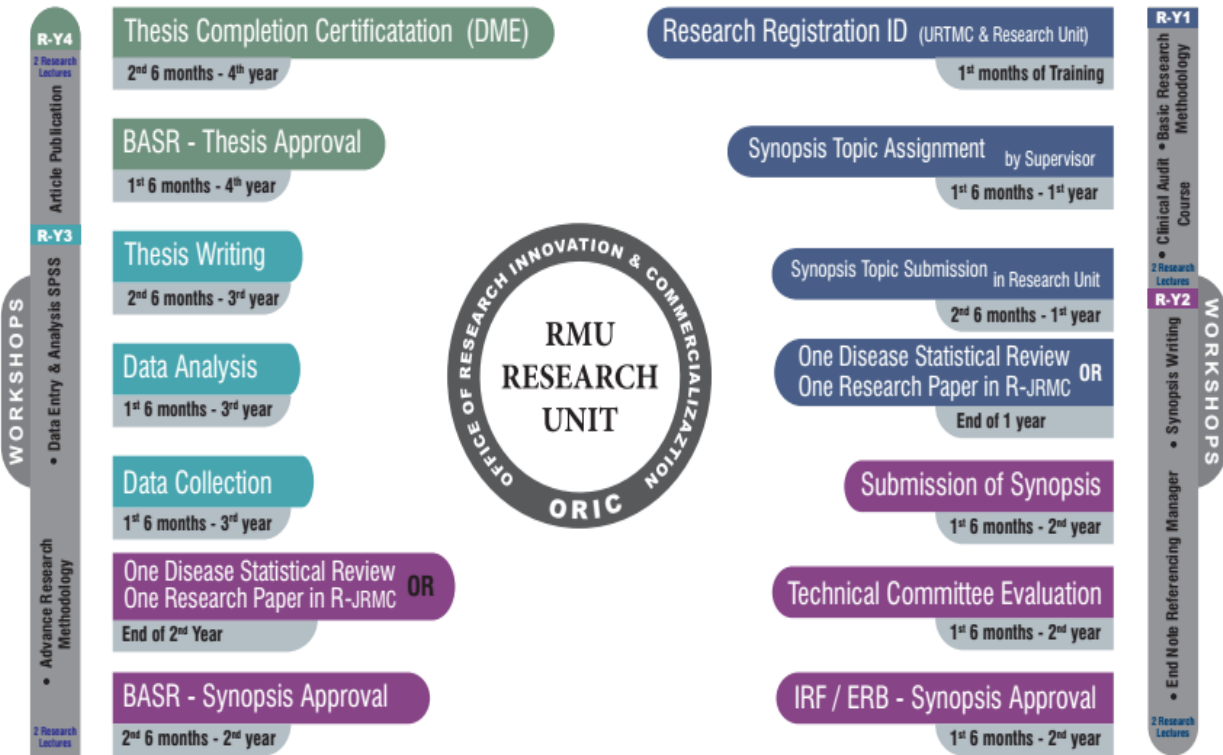 R-Y4
2 Research
Lectures
Article Publication
R-Y3
• Data Entry & Analysis SPSS
• Advance Research
Methodology
2 Research
Lectures
WORKSHOPS
Thesis Completion Certificatation (DME)
2nd 6 months - 4th year
BASR - Thesis Approval
1st 6 months - 4th year
Thesis Writing
2nd 6 months - 3rd year
Data Analysis
1st 6 months - 3rd year
Data Collection
1st 6 months - 3rd year
One Disease Statistical Review
One Research Paper in R-JRMC OR
End of 2nd Year
BASR - Synopsis Approval
2nd 6 months - 2nd year
OFFICE OF RESEARCH INNOVATION & COMMERCIALIZAZTION
RMU
RESEARCH
UNIT
ORIC
Research Registration ID (URTMC & Research Unit)
1st months of Training
Synopsis Topic Assignment by Supervisor
1st 6 months - 1st year
Synopsis Topic Submission in Research Unit
2nd 6 months - 1st year
One Disease Statistical Review
One Research Paper in R-JRMC OR
End of 1 year
Submission of Synopsis
1st 6 months - 2nd year
Technical Committee Evaluation
1st 6 months - 2nd year
IRF / ERB - Synopsis Approval
1st 6 months - 2nd year
R-Y1
• Basic Research
Methodology
• Clinical Audit
Course
2 Research
Lectures
R-Y2
• Synopsis Writing
• End Note Referencing Manager
2 Research
Lectures
WORKSHOPS